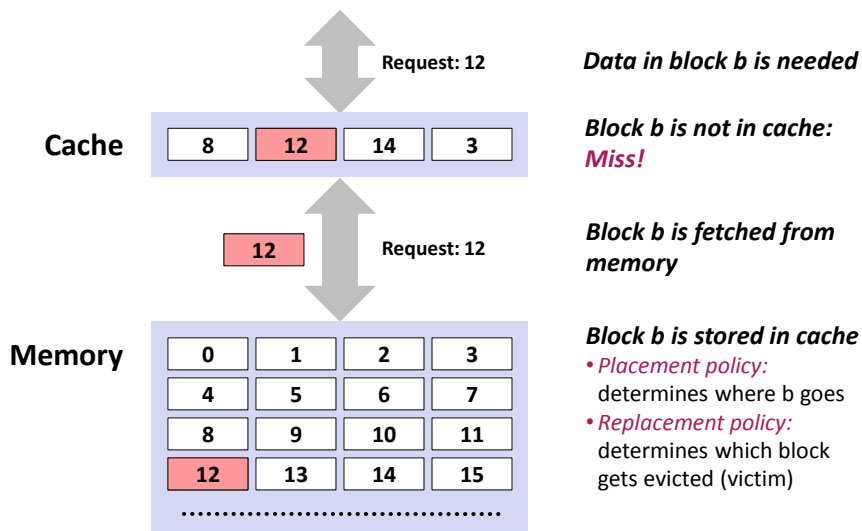 Request: 12
Data in block b is needed
Cache
8 12 14 3
Block b is not in cache:
Miss!
12
Request: 12
Block b is fetched from
memory
Memory
0 1 2 3
4 5 6 7
8 9 10 11
12 13 14 15
Block b is stored in cache
• Placement policy:
determines where b goes
• Replacement policy:
determines which block
gets evicted (victim)